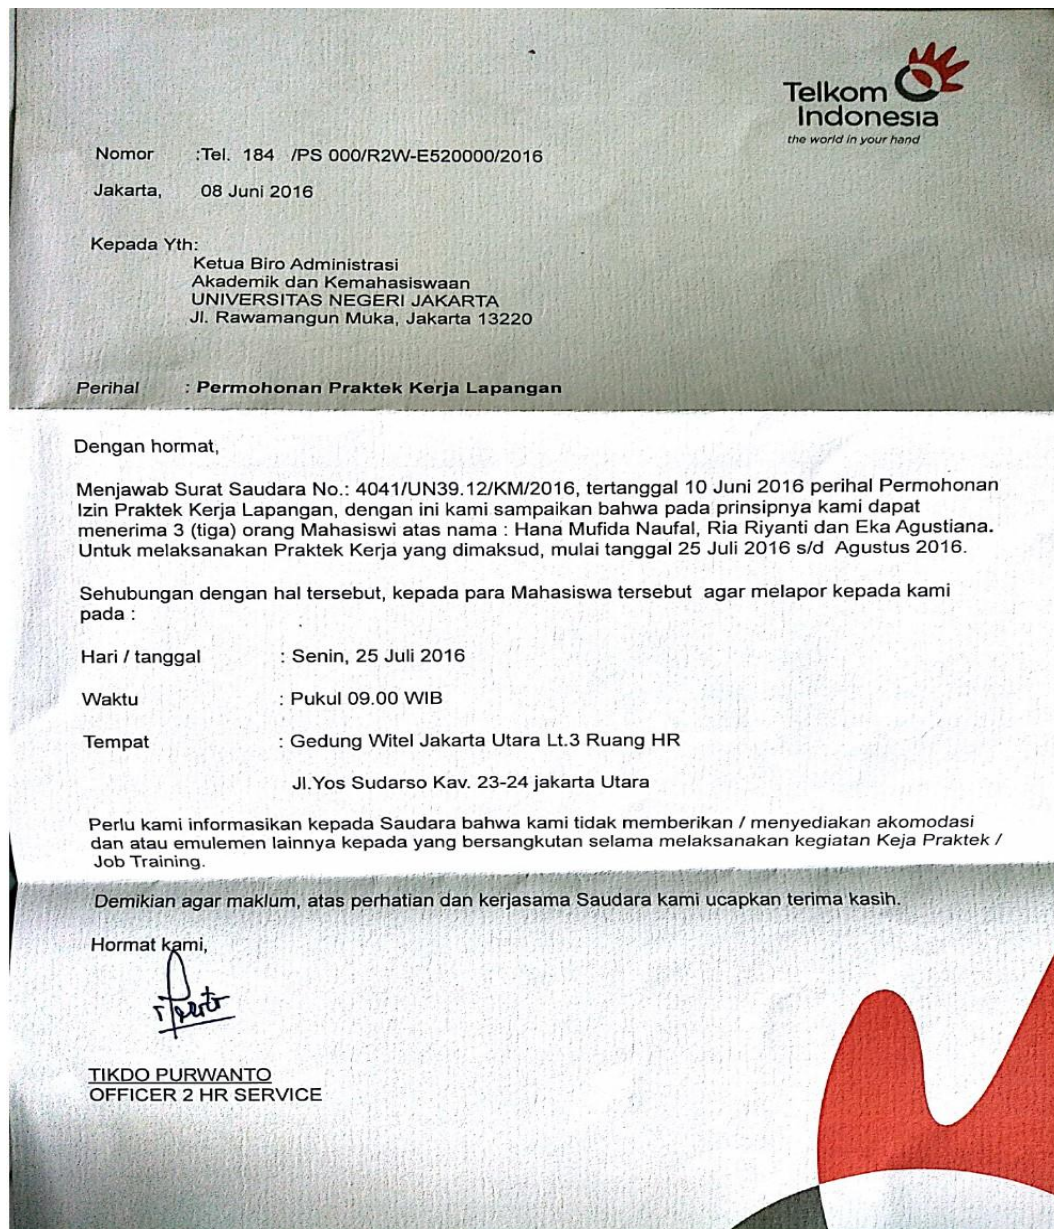 Telkom
Indonesia
the world in your hand
Nomor :Tel. 184 /PS 000/R2W-E520000/2016
Jakarta, 08 Juni 2016
Kepada Yth:
Ketua Biro Administrasi
Akademik dan Kemahasiswaan
UNIVERSITAS NEGERI JAKARTA
Jl. Rawamangun Muka, Jakarta 13220
Perihal : Permohonan Praktek Kerja Lapangan
Dengan hormat,
Menjawab Surat Saudara No.: 4041/UN39.12/KM/2016, tertanggal 10 Juni 2016 perihal Permohonan
Izin Praktek Kerja Lapangan, dengan ini kami sampaikan bahwa pada prinsipnya kami dapat
menerima 3 (tiga) orang Mahasiswi atas nama : Hana Mufida Naufal, Ria Riyanti dan Eka Agustiana.
Untuk melaksanakan Praktek Kerja yang dimaksud, mulai tanggal 25 Juli 2016 s/d Agustus 2016.
Sehubungan dengan hal tersebut, kepada para Mahasiswa tersebut agar melapor kepada kami
pada :
Hari / tanggal : Senin, 25 Juli 2016
Waktu : Pukul 09.00 WIB
Tempat : Gedung Witel Jakarta Utara Lt.3 Ruang HR
Jl.Yos Sudarso Kav. 23-24 jakarta Utara
Perlu kami informasikan kepada Saudara bahwa kami tidak memberikan / menyediakan akomodasi
dan atau emulemen lainnya kepada yang bersangkutan selama melaksanakan kegiatan Keja Praktek /
Job Training.
Demikian agar maklum, atas perhatian dan kerjasama Saudara kami ucapkan terima kasih.
Hormat kami,
TIKDO PURWANTO
OFFICER 2 HR SERVICE